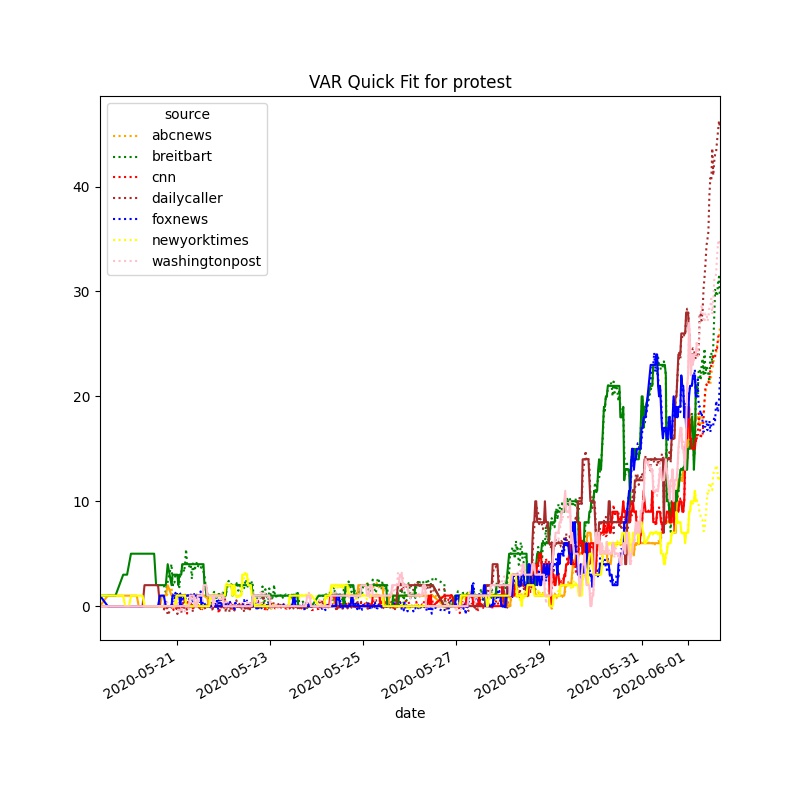 VAR Quick Fit for protest
source
abcnews
breitbart
cnn
dailycaller
foxnews
newyorktimes
washingtonpost
40
30
20
10
0
2020-05-21
2020-05-23
2020-05-25
2020-05-27
2020-05-29
2020-05-31
2020-06-01
date